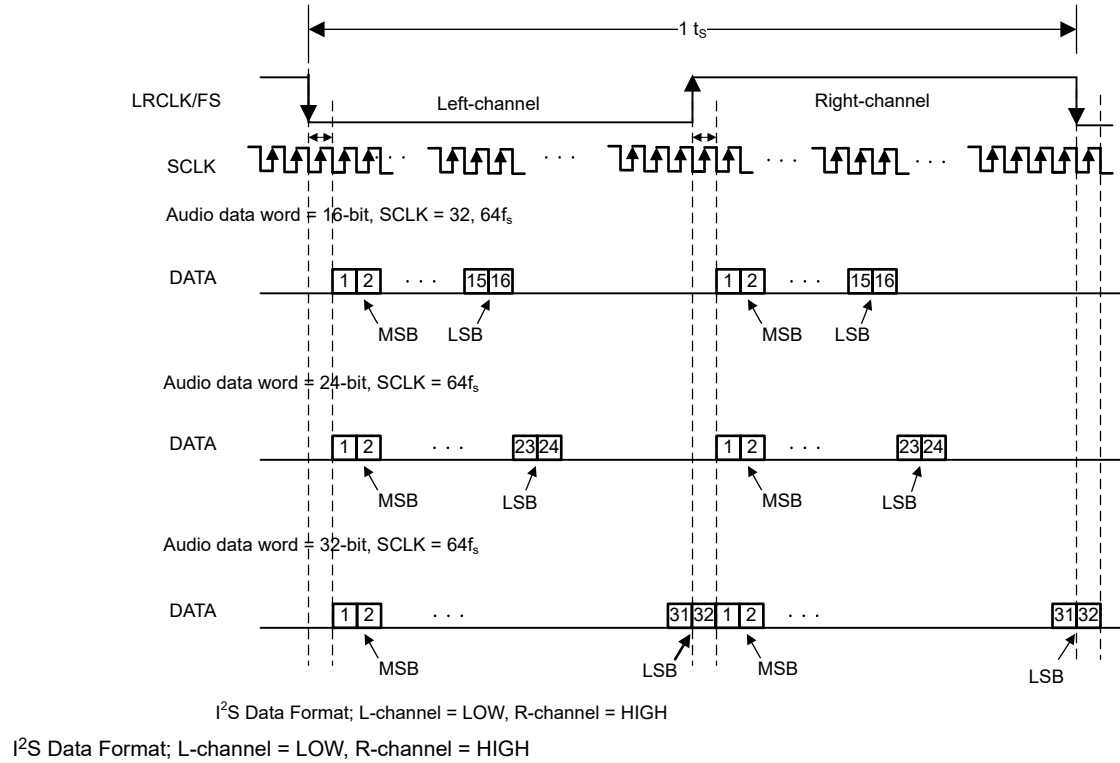 1 tₛ
LRCLK/FS
Left-channel
Right-channel
SCLK
. . .
. . .
. . .
. . .
Audio data word = 16-bit, SCLK = 32, 64fₛ
DATA
1 2 . . . 15 16 1 2 . . . 15 16
MSB LSB MSB LSB
Audio data word = 24-bit, SCLK = 64fₛ
DATA
1 2 . . . 23 24 1 2 . . . 23 24
MSB LSB MSB LSB
Audio data word = 32-bit, SCLK = 64fₛ
DATA
1 2 . . . 31 32 1 2 . . . 31 32
MSB LSB MSB LSB
I²S Data Format; L-channel = LOW, R-channel = HIGH
I²S Data Format; L-channel = LOW, R-channel = HIGH